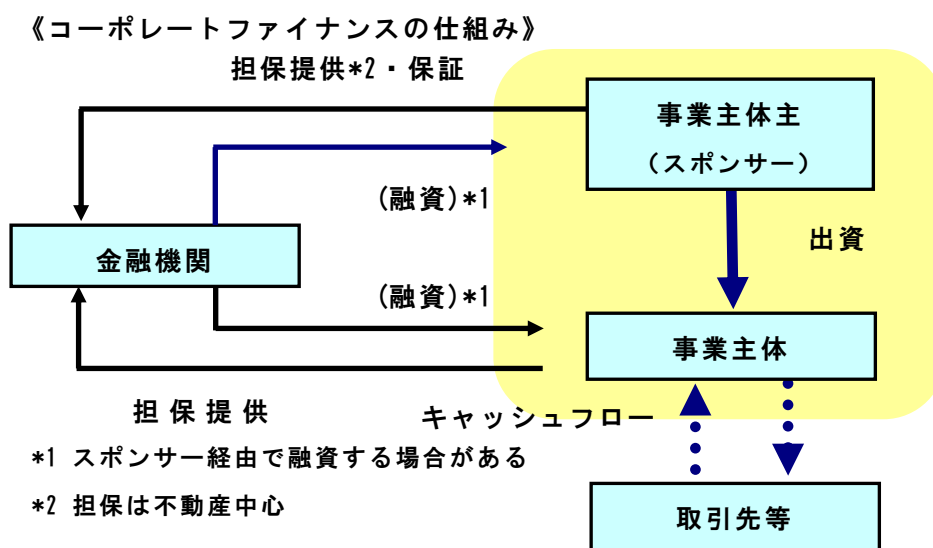 《コーポレートファイナンスの仕組み》
担保提供*2・保証
事業主体主
（スポンサー）
(融資)*1
出資
金融機関
(融資)*1
事業主体
担保提供
キャッシュフロー
*1 スポンサー経由で融資する場合がある
*2 担保は不動産中心
取引先等